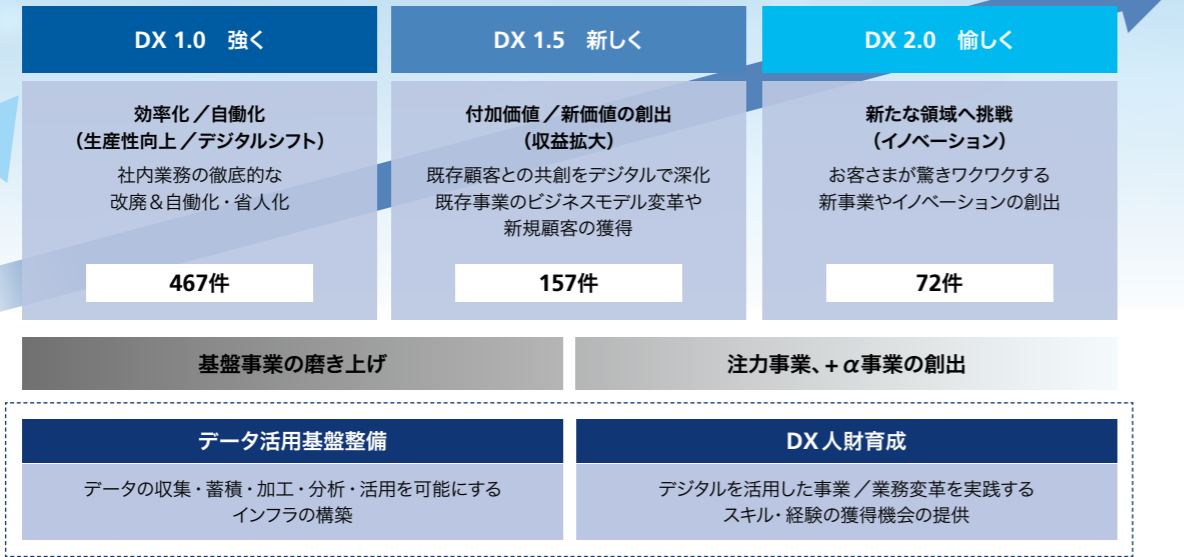 DX 1.0 強く
効率化／自働化
（生産性向上／デジタルシフト）
社内業務の徹底的な
改廃＆自働化・省人化
467件
DX 1.5 新しく
付加価値／新価値の創出
（収益拡大）
既存顧客との共創をデジタルで深化
既存事業のビジネスモデル変革や
新規顧客の獲得
157件
DX 2.0 愉しく
新たな領域へ挑戦
（イノベーション）
お客さまが驚きワクワクする
新事業やイノベーションの創出
72件
基盤事業の磨き上げ
注力事業、+α事業の創出
データ活用基盤整備
データの収集・蓄積・加工・分析・活用を可能にする
インフラの構築
DX人財育成
デジタルを活用した事業／業務変革を実践する
スキル・経験の獲得機会の提供